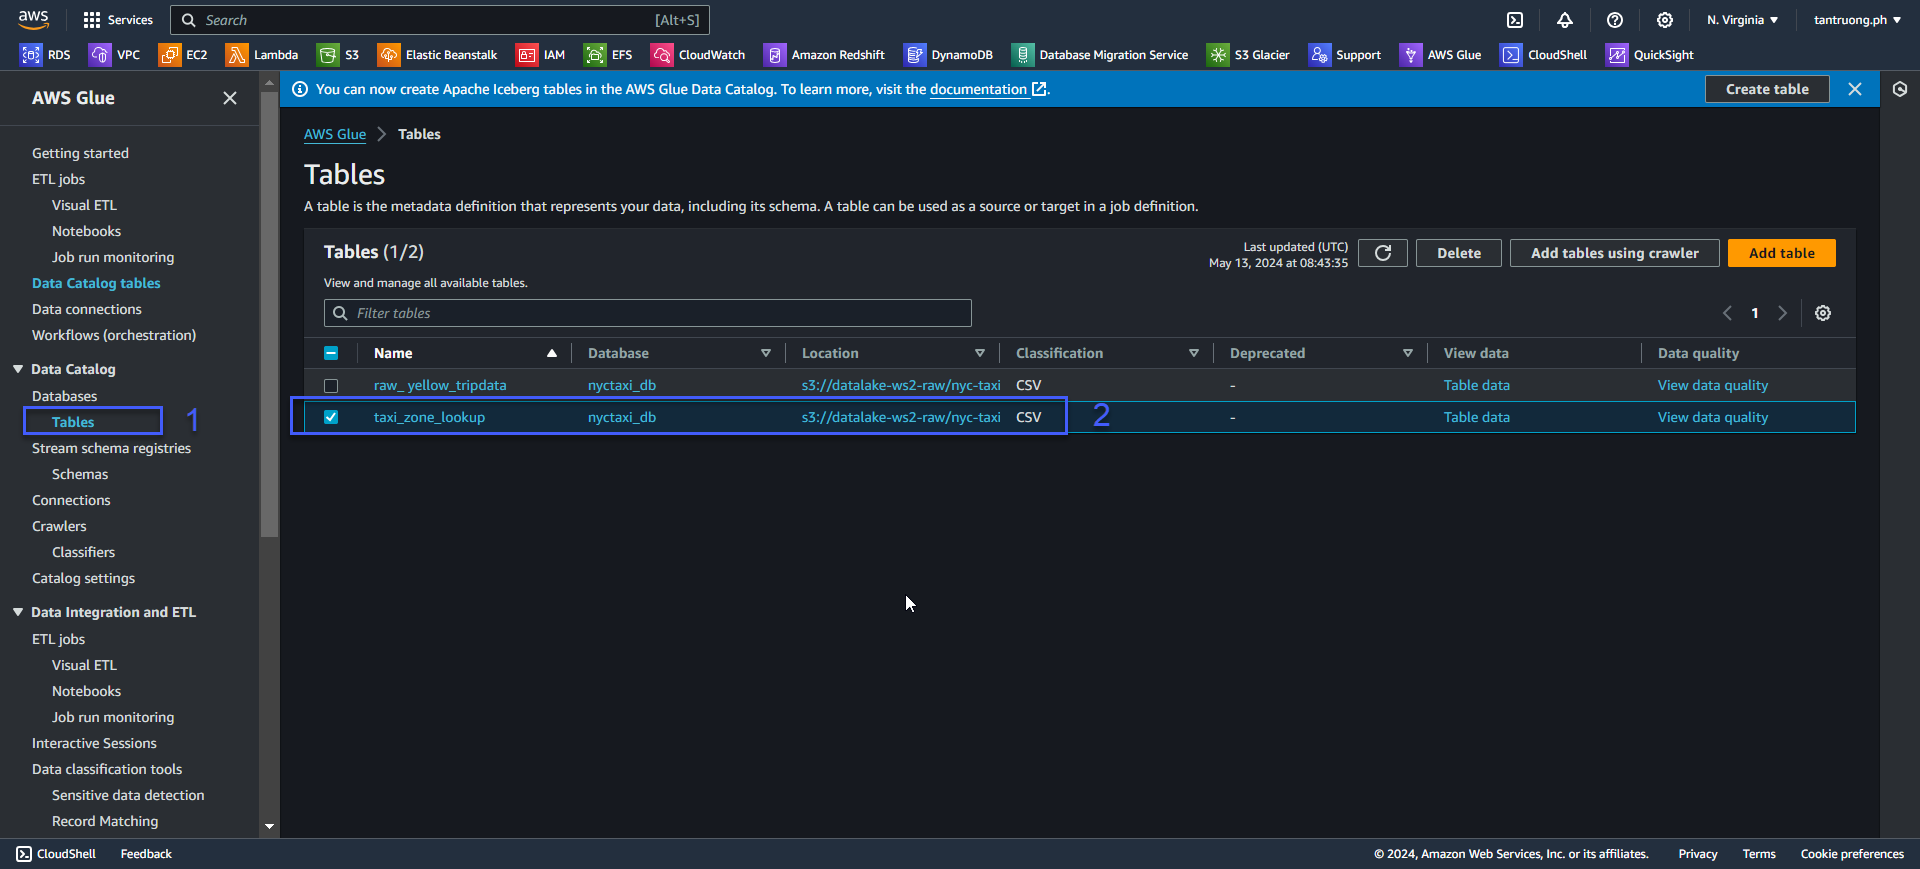 aws Services Search [Alt+S] N. Virginia tantruong.ph
RDS VPC EC2 Lambda S3 Elastic Beanstalk IAM EFS CloudWatch Amazon Redshift DynamoDB Database Migration Service S3 Glacier Support AWS Glue CloudShell QuickSight
AWS Glue
Getting started
ETL jobs
Visual ETL
Notebooks
Job run monitoring
Data Catalog tables
Data connections
Workflows (orchestration)
Data Catalog
Databases
Tables 1
Stream schema registries
Schemas
Connections
Crawlers
Classifiers
Catalog settings
Data Integration and ETL
ETL jobs
Visual ETL
Notebooks
Job run monitoring
Interactive Sessions
Data classification tools
Sensitive data detection
Record Matching
You can now create Apache Iceberg tables in the AWS Glue Data Catalog. To learn more, visit the documentation. Create table
AWS Glue > Tables
Tables
A table is the metadata definition that represents your data, including its schema. A table can be used as a source or target in a job definition.
Tables (1/2)
Last updated (UTC)
May 13, 2024 at 08:43:35
Delete Add tables using crawler Add table
View and manage all available tables.
Filter tables
1
Name Database Location Classification Deprecated View data Data quality
raw_ yellow_tripdata nyctaxi_db s3://datalake-ws2-raw/nyc-taxi CSV - Table data View data quality
taxi_zone_lookup nyctaxi_db s3://datalake-ws2-raw/nyc-taxi CSV 2 - Table data View data quality
CloudShell Feedback © 2024, Amazon Web Services, Inc. or its affiliates. Privacy Terms Cookie preferences